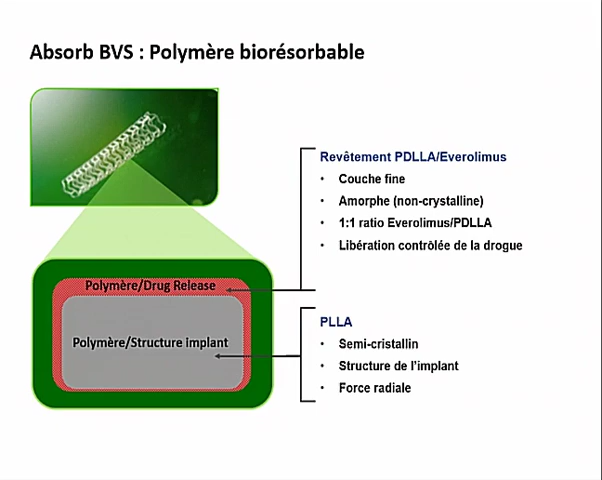 Absorb BVS : Polymère biorésorbable
Revêtement PDLLA/Everolimus
• Couche fine
• Amorphe (non-crystalline)
• 1:1 ratio Everolimus/PDLLA
• Libération contrôlée de la drogue
Polymère/Drug Release
Polymère/Structure implant
PLLA
• Semi-cristallin
• Structure de l'implant
• Force radiale